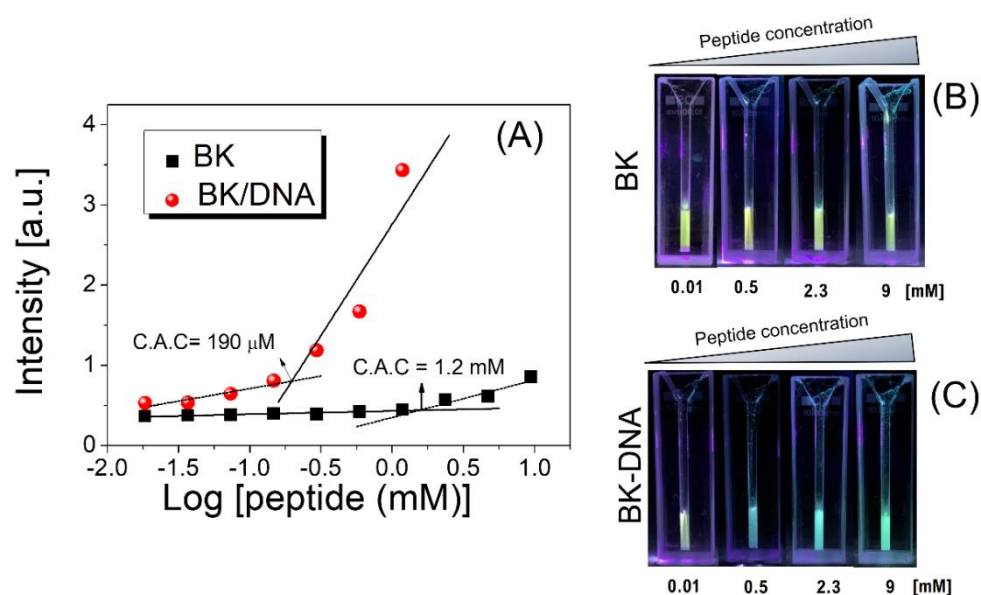 (A)
BK
BK/DNA
C.A.C= 190 μM
C.A.C = 1.2 mM
Intensity [a.u.]
4
3
2
1
0
-2.0 -1.5 -1.0 -0.5 0.0 0.5 1.0
Log [peptide (mM)]
Peptide concentration
(B)
BK
0.01 0.5 2.3 9 [mM]
Peptide concentration
(C)
BK-DNA
0.01 0.5 2.3 9 [mM]